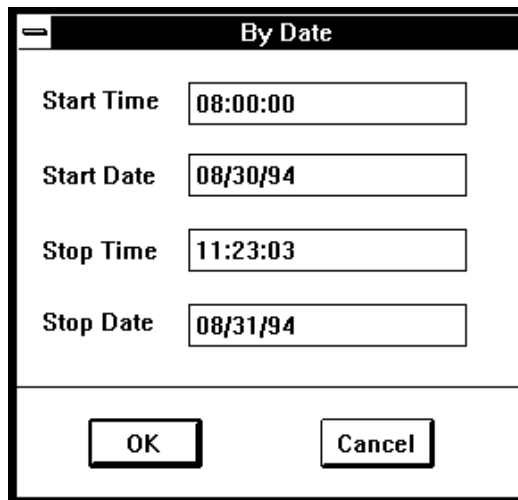 By Date
Start Time 08:00:00
Start Date 08/30/94
Stop Time 11:23:03
Stop Date 08/31/94
OK Cancel